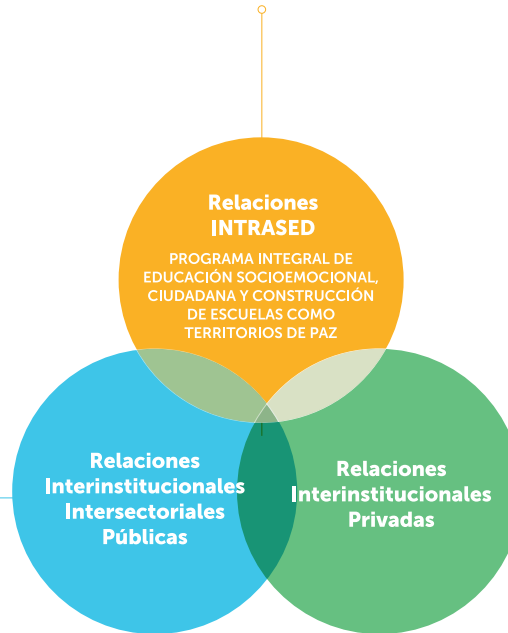 Relaciones
INTRASED
PROGRAMA INTEGRAL DE
EDUCACIÓN SOCIOEMOCIONAL,
CIUDADANA Y CONSTRUCCIÓN
DE ESCUELAS COMO
TERRITORIOS DE PAZ
Relaciones
Interinstitucionales
Intersectoriales
Públicas
Relaciones
Interinstitucionales
Privadas